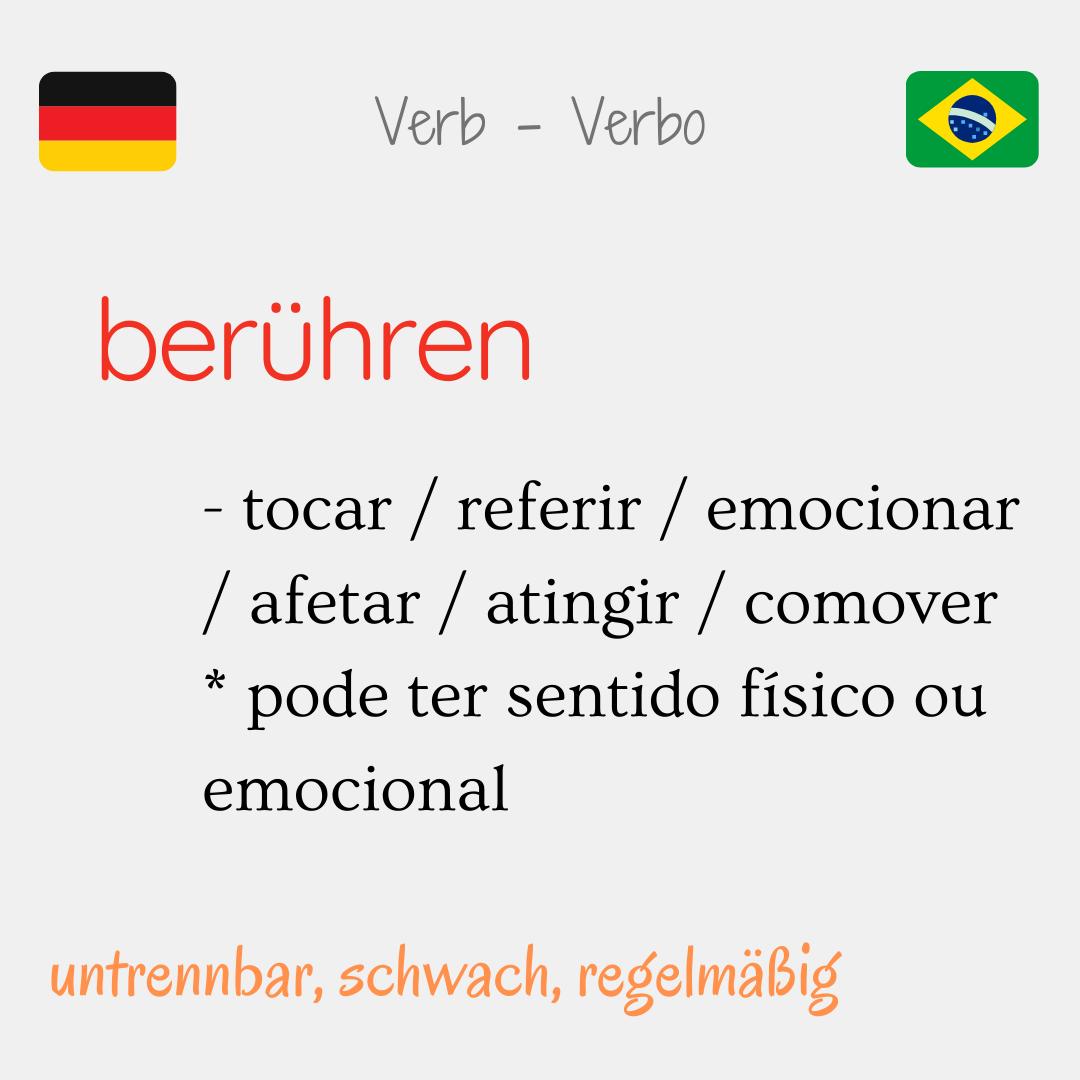 Verb - Verbo
berühren
- tocar / referir / emocionar
/ afetar / atingir / comover
* pode ter sentido físico ou
emocional
untrennbar, schwach, regelmäßig